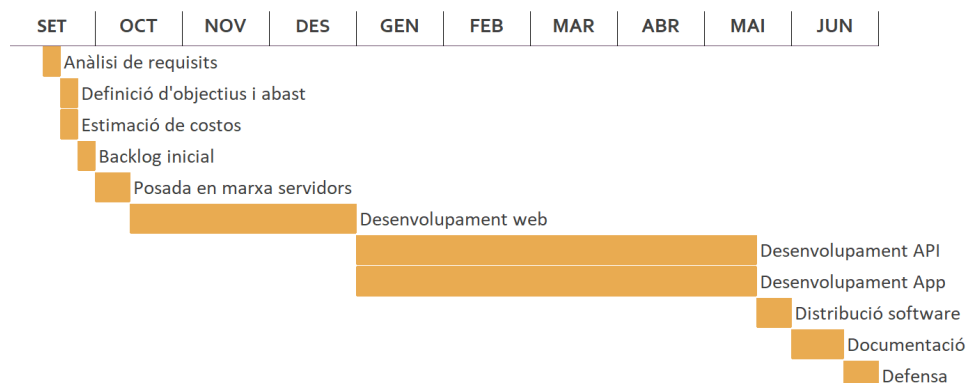 SET OCT NOV DES GEN FEB MAR ABR MAI JUN
Anàlisi de requisits
Definició d'objectius i abast
Estimació de costos
Backlog inicial
Posada en marxa servidors
Desenvolupament web
Desenvolupament API
Desenvolupament App
Distribució software
Documentació
Defensa